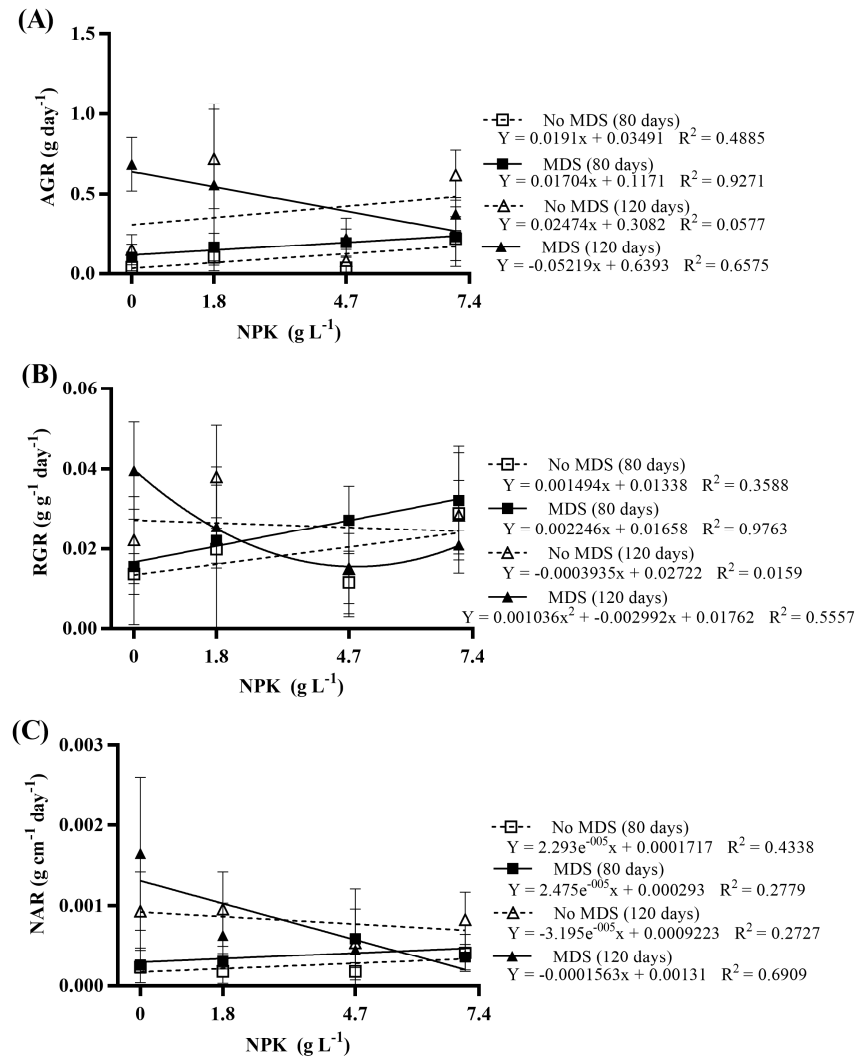 (A)
1.5
1.0
0.5
0.0
AGR (g day⁻¹)
0 1.8 4.7 7.4
NPK (g L⁻¹)
No MDS (80 days)
Y = 0.0191x + 0.03491 R² = 0.4885
MDS (80 days)
Y = 0.01704x + 0.1171 R² = 0.9271
No MDS (120 days)
Y = 0.02474x + 0.3082 R² = 0.0577
MDS (120 days)
Y = -0.05219x + 0.6393 R² = 0.6575
(B)
0.06
0.04
0.02
0.00
RGR (g g⁻¹ day⁻¹)
0 1.8 4.7 7.4
NPK (g L⁻¹)
No MDS (80 days)
Y = 0.001494x + 0.01338 R² = 0.3588
MDS (80 days)
Y = 0.002246x + 0.01658 R² = 0.9763
No MDS (120 days)
Y = -0.0003935x + 0.02722 R² = 0.0159
MDS (120 days)
Y = 0.001036x² + -0.002992x + 0.01762 R² = 0.5557
(C)
0.003
0.002
0.001
0.000
NAR (g cm⁻¹ day⁻¹)
0 1.8 4.7 7.4
NPK (g L⁻¹)
No MDS (80 days)
Y = 2.293e⁻⁰⁰⁵x + 0.0001717 R² = 0.4338
MDS (80 days)
Y = 2.475e⁻⁰⁰⁵x + 0.000293 R² = 0.2779
No MDS (120 days)
Y = -3.195e⁻⁰⁰⁵x + 0.0009223 R² = 0.2727
MDS (120 days)
Y = -0.0001563x + 0.00131 R² = 0.6909